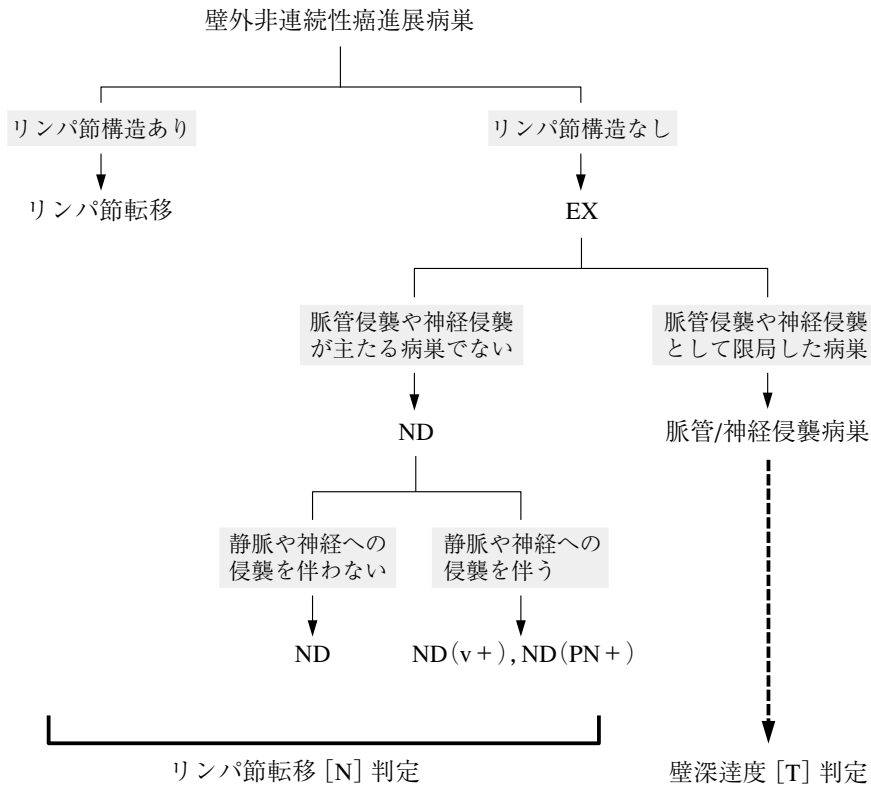 壁外非連続性癌進展病巣
リンパ節構造あり
リンパ節構造なし
リンパ節転移
EX
脈管侵襲や神経侵襲
が主たる病巣でない
脈管侵襲や神経侵襲
として限局した病巣
ND
脈管/神経侵襲病巣
静脈や神経への
侵襲を伴わない
静脈や神経への
侵襲を伴う
ND
ND(v+),ND(PN+)
リンパ節転移[N]判定
壁深達度[T]判定